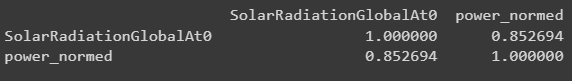 SolarRadiationGlobalAt0 power_normed
SolarRadiationGlobalAt0 1.000000 0.852694
power_normed 0.852694 1.000000